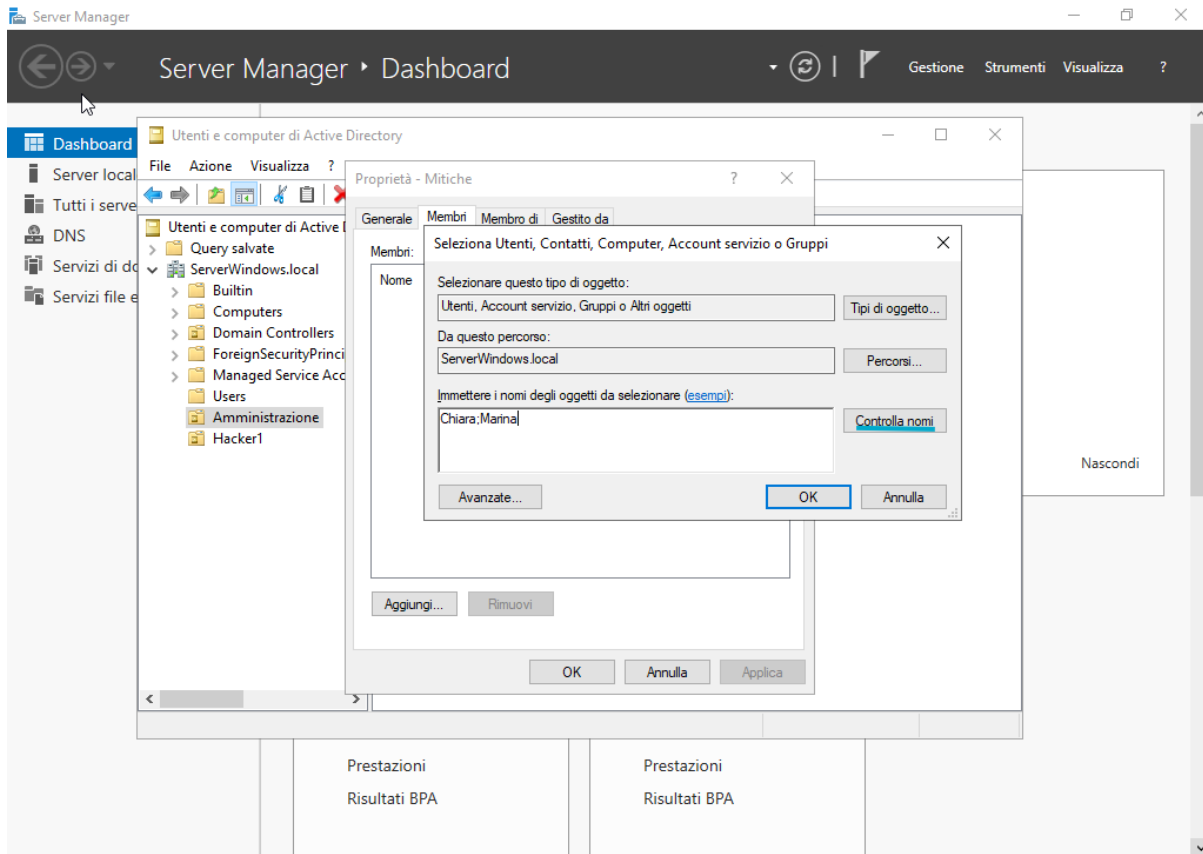 Server Manager
Server Manager ‣ Dashboard
Gestione Strumenti Visualizza ?
Dashboard
Server local
Tutti i serve
DNS
Servizi di do
Servizi file e
Utenti e computer di Active Directory
File Azione Visualizza ?
Utenti e computer di Active
Query salvate
ServerWindows.local
Builtin
Computers
Domain Controllers
ForeignSecurityPrinci
Managed Service Acc
Users
Amministrazione
Hacker1
Proprietà - Mitiche ?
Generale Membri Membro di Gestito da
Membri:
Nome
Seleziona Utenti, Contatti, Computer, Account servizio o Gruppi
Selezionare questo tipo di oggetto:
Utenti, Account servizio, Gruppi o Altri oggetti Tipi di oggetto...
Da questo percorso:
ServerWindows.local Percorsi...
Immettere i nomi degli oggetti da selezionare (esempi):
Chiara;Marina Controlla nomi
Avanzate... OK Annulla
Aggiungi... Rimuovi
OK Annulla Applica
Nascondi
Prestazioni Prestazioni
Risultati BPA Risultati BPA